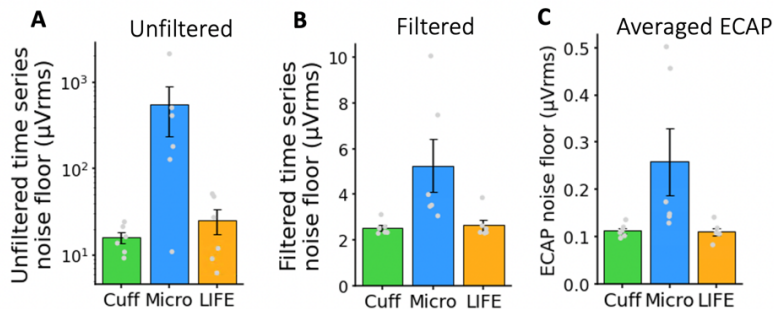 A
Unfiltered
Unfiltered time series
noise floor (µVrms)
10³
10²
10¹
Cuff Micro LIFE
B
Filtered
Filtered time series
noise floor (µVrms)
10
8
6
4
2
0
Cuff Micro LIFE
C
Averaged ECAP
ECAP noise floor (µVrms)
0.5
0.4
0.3
0.2
0.1
0.0
Cuff Micro LIFE